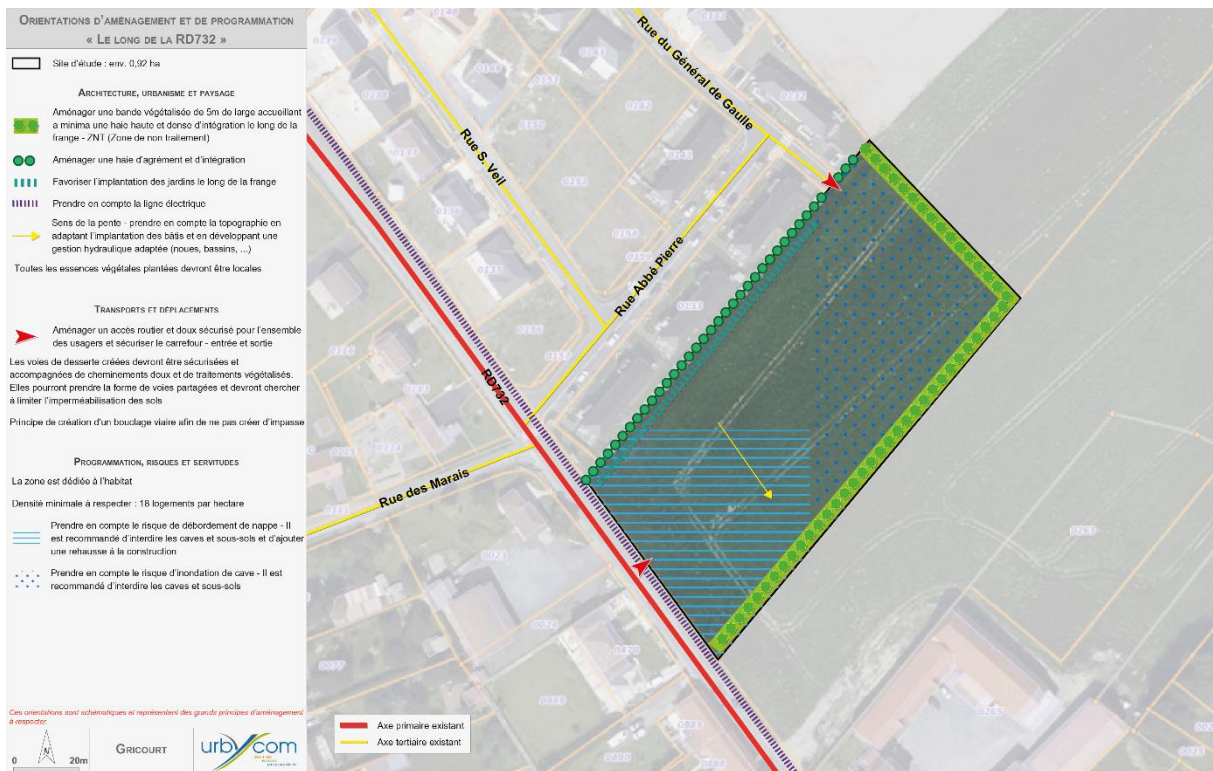 ORIENTATIONS D'AMÉNAGEMENT ET DE PROGRAMMATION
« LE LONG DE LA RD732 »
Site d'étude : env. 0,92 ha
ARCHITECTURE, URBANISME ET PAYSAGE
Aménager une bande végétalisée de 5m de large accueillant
a minima une haie haute et dense d'intégration le long de la
frange - ZNT (Zone de non traitement)
Aménager une haie d'agrément et d'intégration
Favoriser l'implantation des jardins le long de la frange
Prendre en compte la ligne électrique
Sens de la pente - prendre en compte la topographie en
adaptant l'implantation des bâtis et en développant une
gestion hydraulique adaptée (noues, bassins, ...)
Toutes les essences végétales plantées devront être locales
TRANSPORTS ET DÉPLACEMENTS
Aménager un accès routier et doux sécurisé pour l'ensemble
des usagers et sécuriser le carrefour - entrée et sortie
Les voies de desserte créées devront être sécurisées et
accompagnées de cheminements doux et de traitements végétalisés.
Elles pourront prendre la forme de voies partagées et devront chercher
à limiter l'imperméabilisation des sols
Principe de création d'un bouclage viaire afin de ne pas créer d'impasse
PROGRAMMATION, RISQUES ET SERVITUDES
La zone est dédiée à l'habitat
Densité minimale à respecter : 18 logements par hectare
Prendre en compte le risque de débordement de nappe - Il
est recommandé d'interdire les caves et sous-sols et d'ajouter
une rehausse à la construction
Prendre en compte le risque d'inondation de cave - Il est
recommandé d'interdire les caves et sous-sols
Ces orientations sont schématiques et représentent des grands principes d'aménagement
à respecter.
N
0 20m
GRICOURT
urbycom
Rue du Général de Gaulle
Rue S. Veil
Rue Abbé Pierre
RD732
Rue des Marais
Axe primaire existant
Axe tertiaire existant